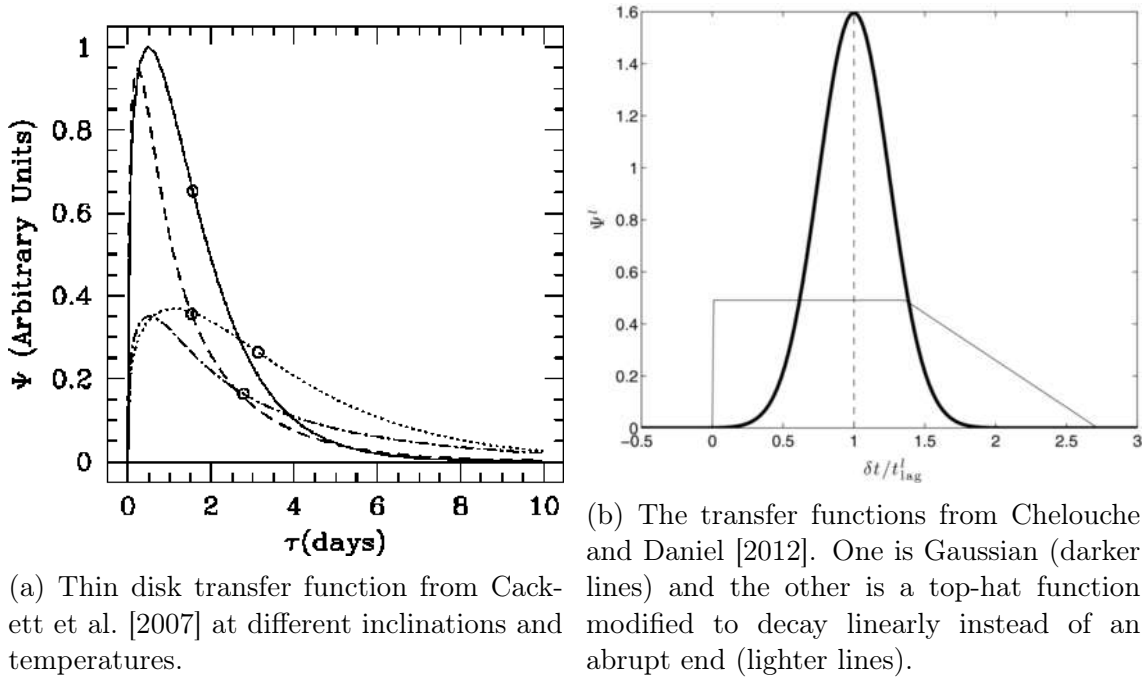 1
0.8
0.6
0.4
0.2
0
Ψ (Arbitrary Units)
0 2 4 6 8 10
τ(days)
(a) Thin disk transfer function from Cack-
ett et al. [2007] at different inclinations and
temperatures.
1.6
1.4
1.2
1
0.8
0.6
0.4
0.2
0
Ψˡ
-0.5 0 0.5 1 1.5 2 2.5 3
δt/tˡlag
(b) The transfer functions from Chelouche
and Daniel [2012]. One is Gaussian (darker
lines) and the other is a top-hat function
modified to decay linearly instead of an
abrupt end (lighter lines).